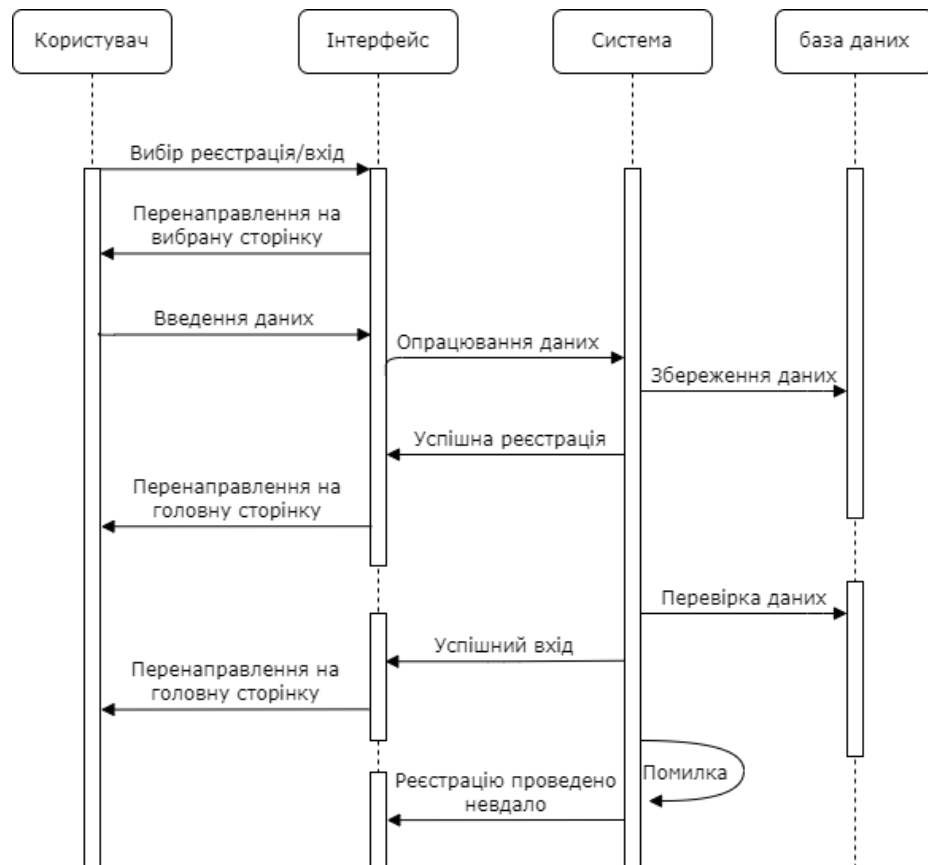 Користувач
Інтерфейс
Система
база даних
Вибір реєстрація/вхід
Перенаправлення на
вибрану сторінку
Введення даних
Опрацювання даних
Збереження даних
Успішна реєстрація
Перенаправлення на
головну сторінку
Перевірка даних
Успішний вхід
Перенаправлення на
головну сторінку
Помилка
Реєстрацію проведено
невдало